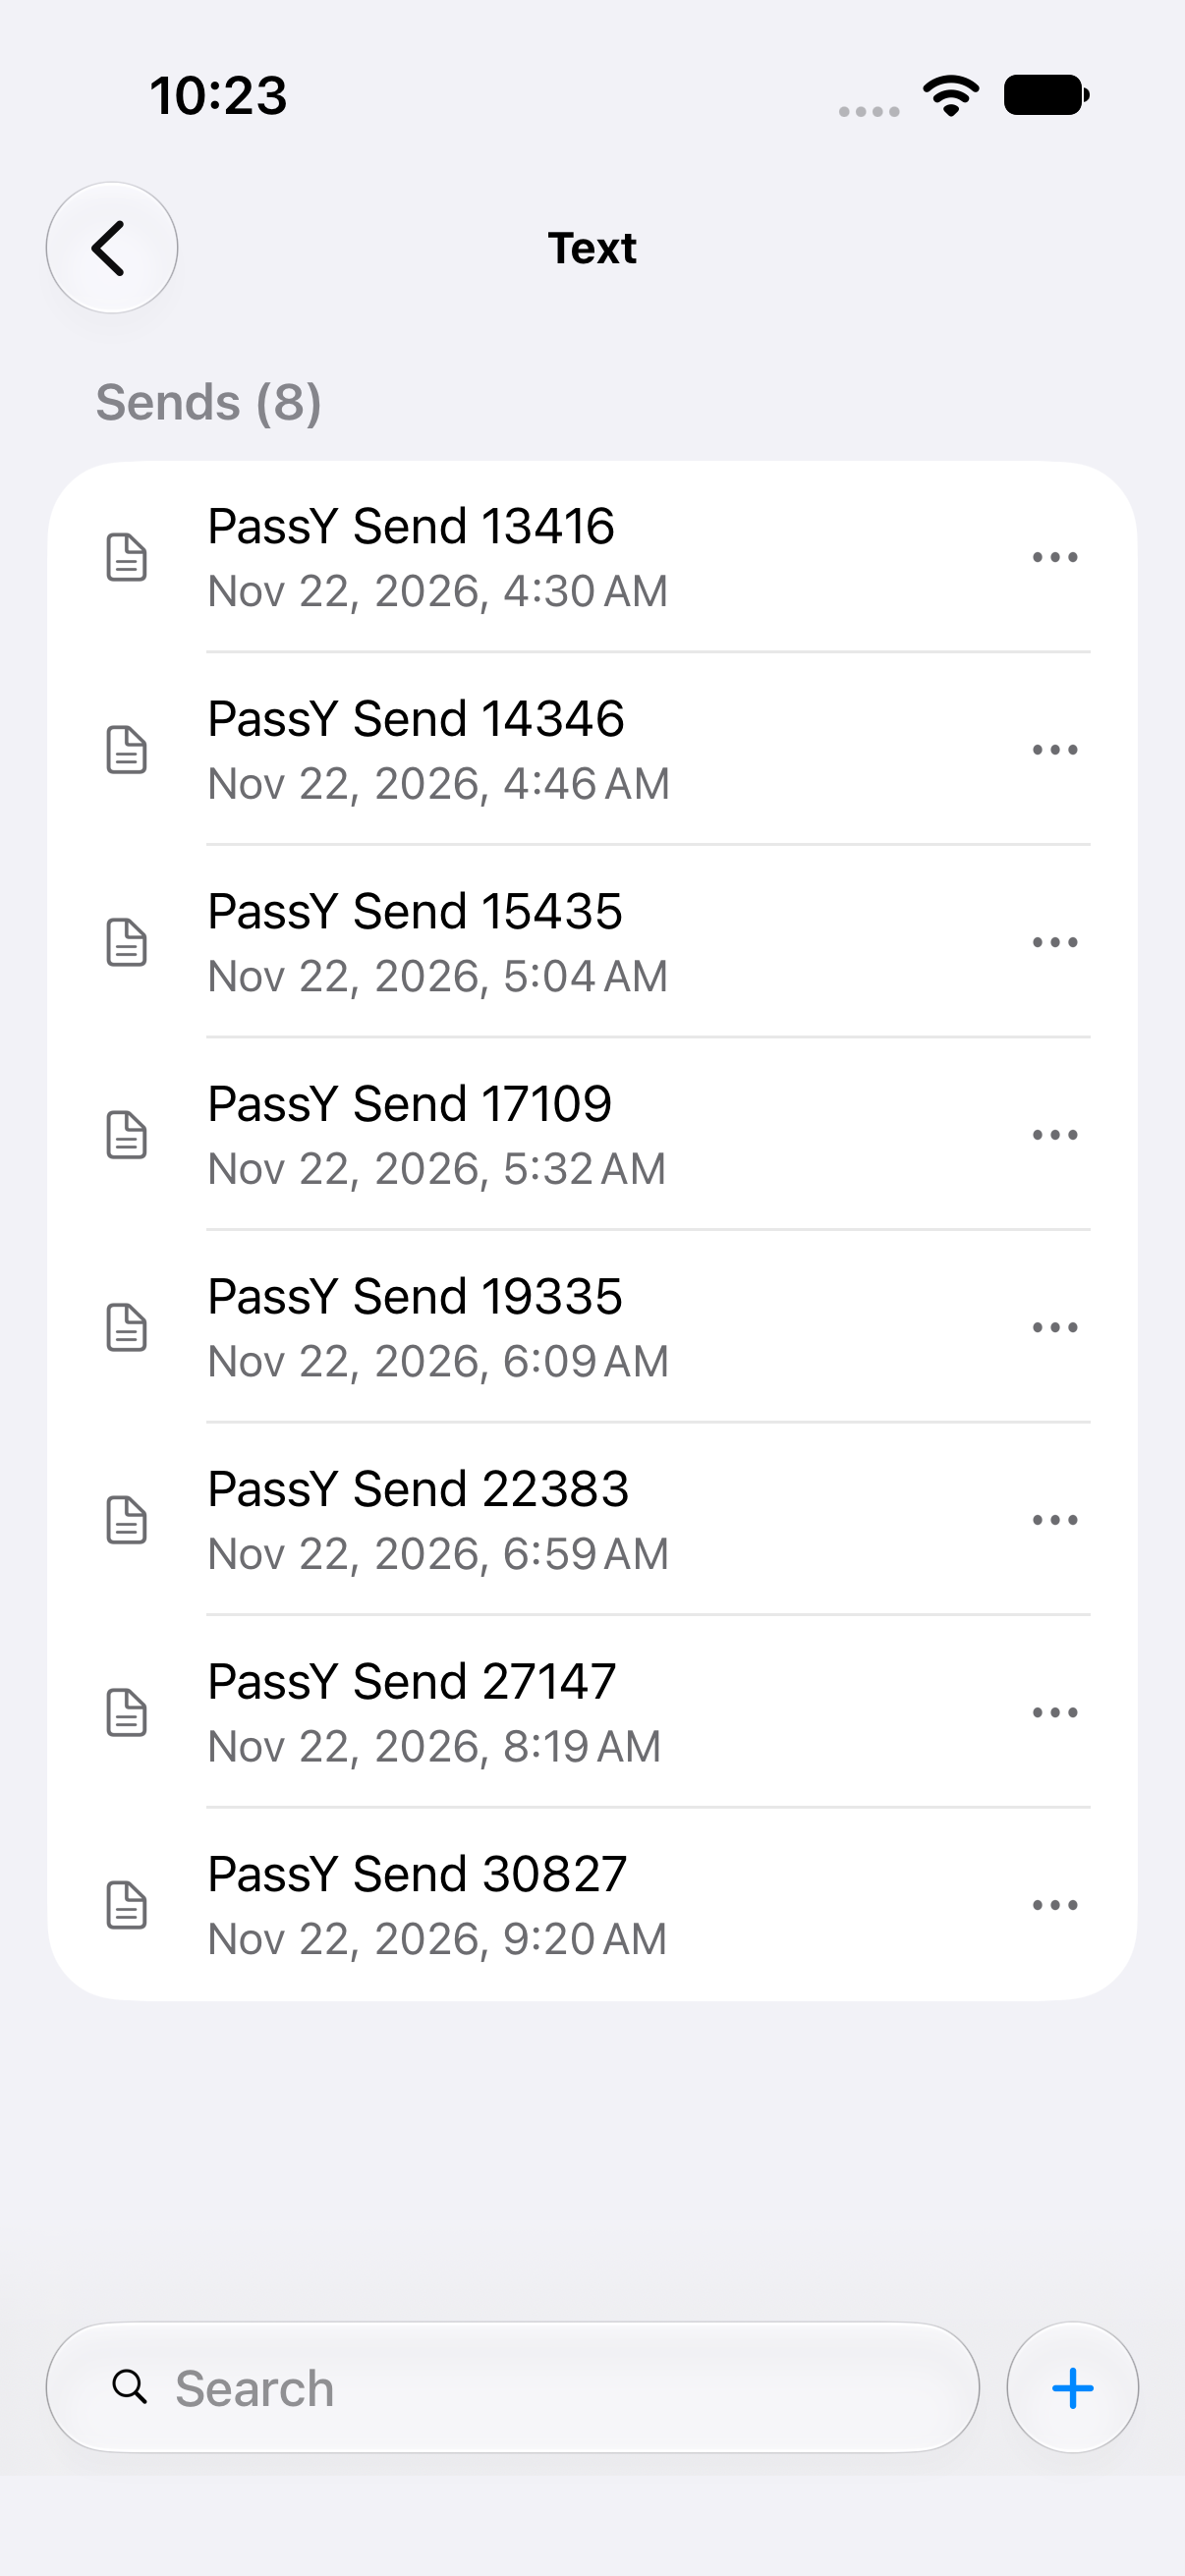 10:23
Text
Sends (8)
PassY Send 13416
Nov 22, 2026, 4:30 AM
PassY Send 14346
Nov 22, 2026, 4:46 AM
PassY Send 15435
Nov 22, 2026, 5:04 AM
PassY Send 17109
Nov 22, 2026, 5:32 AM
PassY Send 19335
Nov 22, 2026, 6:09 AM
PassY Send 22383
Nov 22, 2026, 6:59 AM
PassY Send 27147
Nov 22, 2026, 8:19 AM
PassY Send 30827
Nov 22, 2026, 9:20 AM
Search